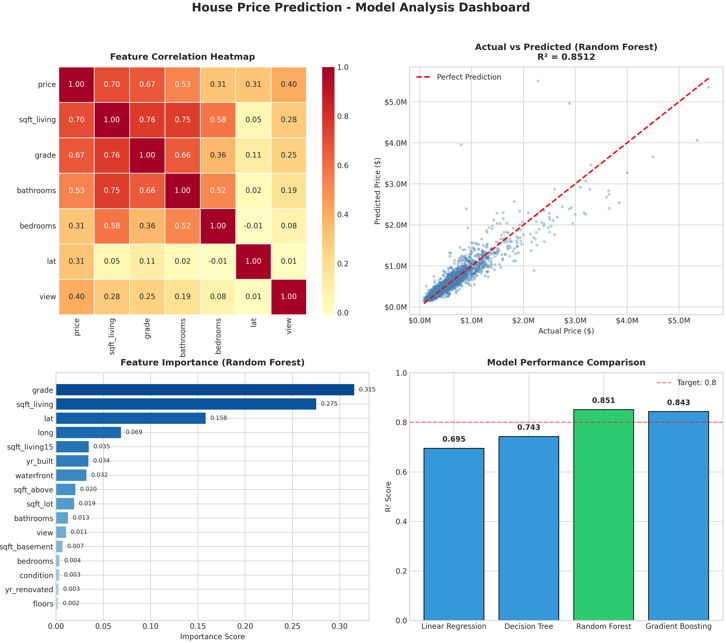 House Price Prediction - Model Analysis Dashboard
Feature Correlation Heatmap
price 1.00 0.70 0.67 0.53 0.31 0.31 0.40
sqft_living 0.70 1.00 0.76 0.75 0.58 0.05 0.28
grade 0.67 0.76 1.00 0.66 0.36 0.11 0.25
bathrooms 0.53 0.75 0.66 1.00 0.52 0.02 0.19
bedrooms 0.31 0.58 0.36 0.52 1.00 -0.01 0.08
lat 0.31 0.05 0.11 0.02 -0.01 1.00 0.01
view 0.40 0.28 0.25 0.19 0.08 0.01 1.00
price sqft_living grade bathrooms bedrooms lat view
1.0
0.8
0.6
0.4
0.2
0.0
Actual vs Predicted (Random Forest)
R² = 0.8512
Perfect Prediction
Predicted Price ($)
$5.0M
$4.0M
$3.0M
$2.0M
$1.0M
$0.0M
$0.0M $1.0M $2.0M $3.0M $4.0M $5.0M
Actual Price ($)
Feature Importance (Random Forest)
grade 0.315
sqft_living 0.275
lat 0.158
long 0.069
sqft_living15 0.035
yr_built 0.034
waterfront 0.032
sqft_above 0.020
sqft_lot 0.019
bathrooms 0.013
view 0.011
sqft_basement 0.007
bedrooms 0.004
condition 0.003
yr_renovated 0.003
floors 0.002
0.00 0.05 0.10 0.15 0.20 0.25 0.30
Importance Score
Model Performance Comparison
Target: 0.8
R² Score
1.0
0.8
0.6
0.4
0.2
0.0
0.695 0.743 0.851 0.843
Linear Regression Decision Tree Random Forest Gradient Boosting